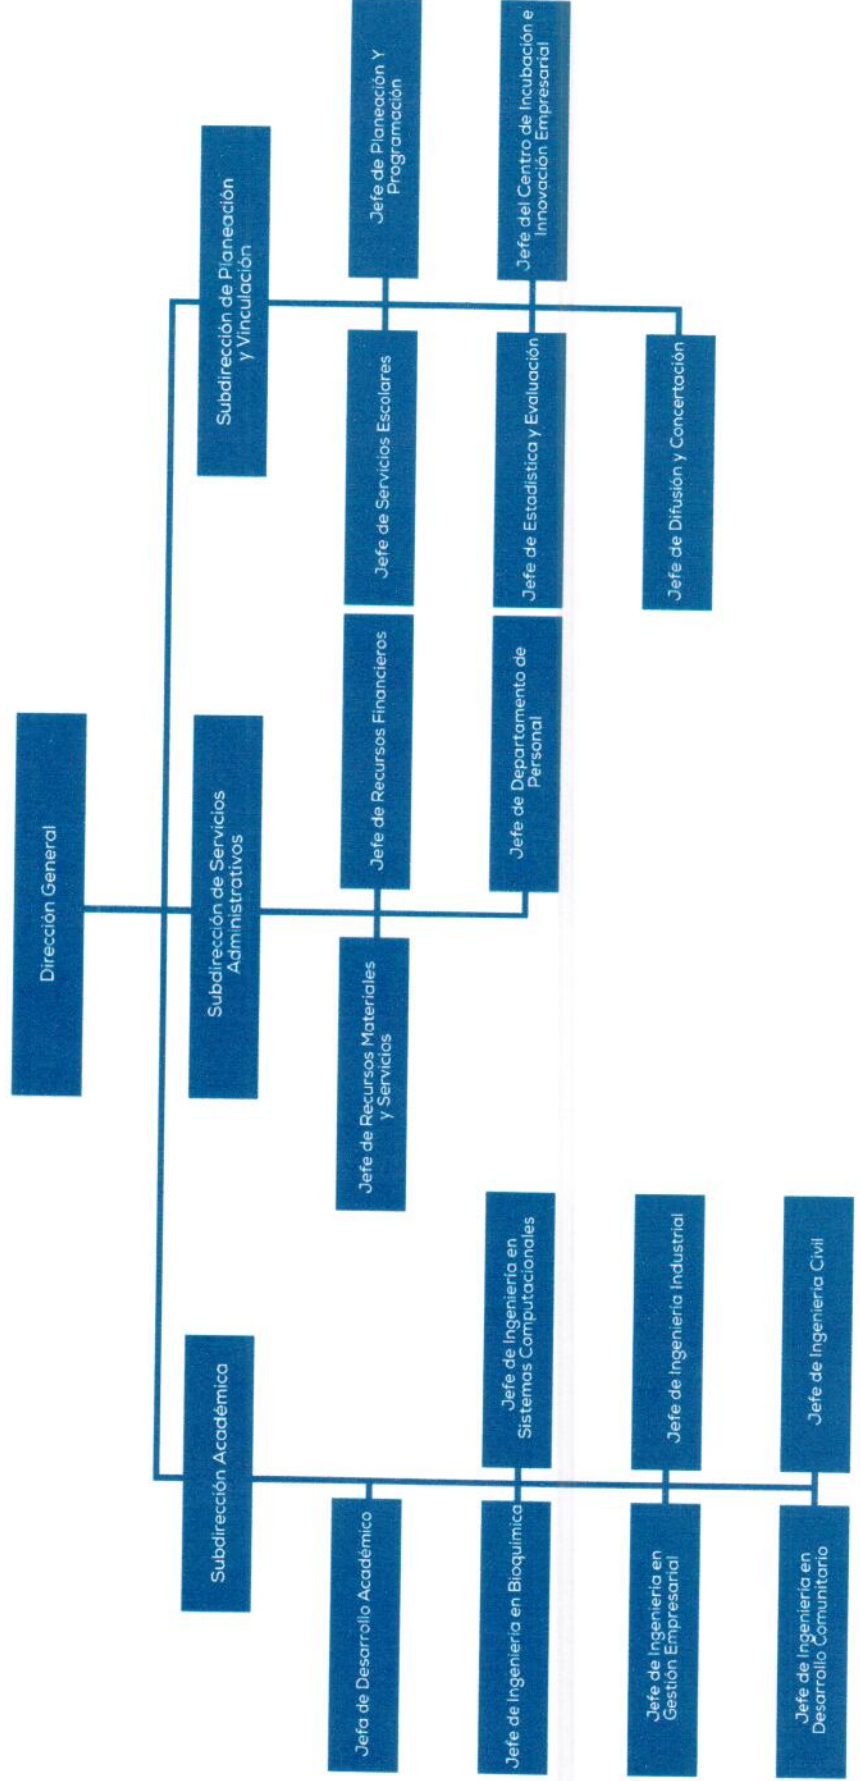 Dirección General
Subdirección Académica
Subdirección de Servicios
Administrativos
Subdirección de Planeación
y Vinculación
Jefa de Desarrollo Académico
Jefe de Recursos Materiales
y Servicios
Jefe de Recursos Financieros
Jefe de Servicios Escolares
Jefe de Planeación Y
Programación
Jefe de Ingeniería en Bioquímica
Jefe de Ingeniería en
Sistemas Computacionales
Jefe de Departamento de
Personal
Jefe de Estadística y Evaluación
Jefe del Centro de Incubación e
Innovación Empresarial
Jefe de Ingeniería en
Gestión Empresarial
Jefe de Ingeniería Industrial
Jefe de Difusión y Concertación
Jefe de Ingeniería en
Desarrollo Comunitario
Jefe de Ingeniería Civil